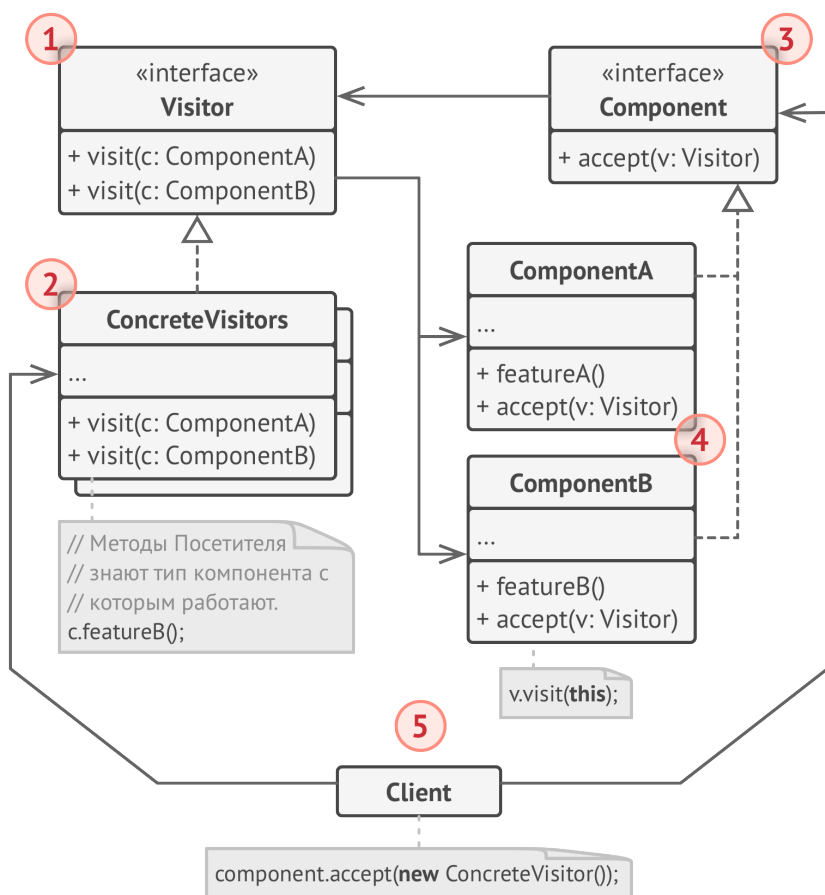 1
«interface»
Visitor
+ visit(c: ComponentA)
+ visit(c: ComponentB)
3
«interface»
Component
+ accept(v: Visitor)
2
ConcreteVisitors
...
+ visit(c: ComponentA)
+ visit(c: ComponentB)
// Методы Посетителя
// знают тип компонента с
// которым работают.
c.featureB();
ComponentA
...
+ featureA()
+ accept(v: Visitor)
4
ComponentB
...
+ featureB()
+ accept(v: Visitor)
v.visit(this);
5
Client
component.accept(new ConcreteVisitor());